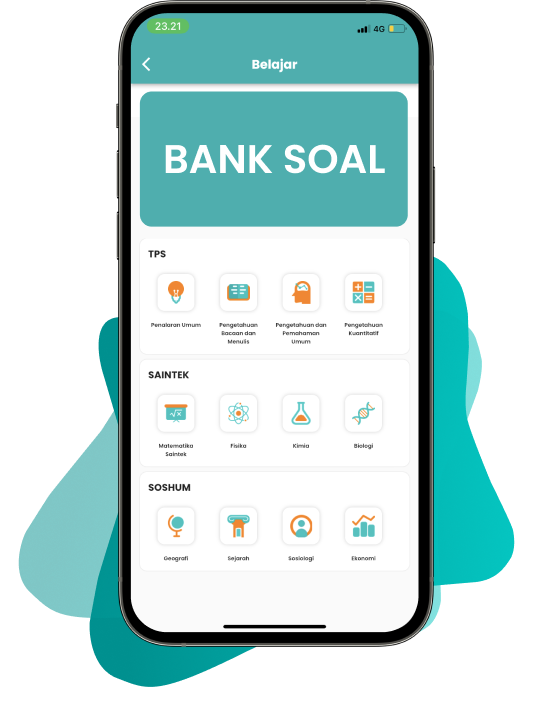 23.21
4G
Belajar
BANK SOAL
TPS
Penalaran Umum
Pengetahuan
Bacaan dan
Menulis
Pengetahuan dan
Pemahaman
Umum
Pengetahuan
Kuantitatif
SAINTEK
Matematika
Saintek
Fisika
Kimia
Biologi
SOSHUM
Geografi
Sejarah
Sosiologi
Ekonomi